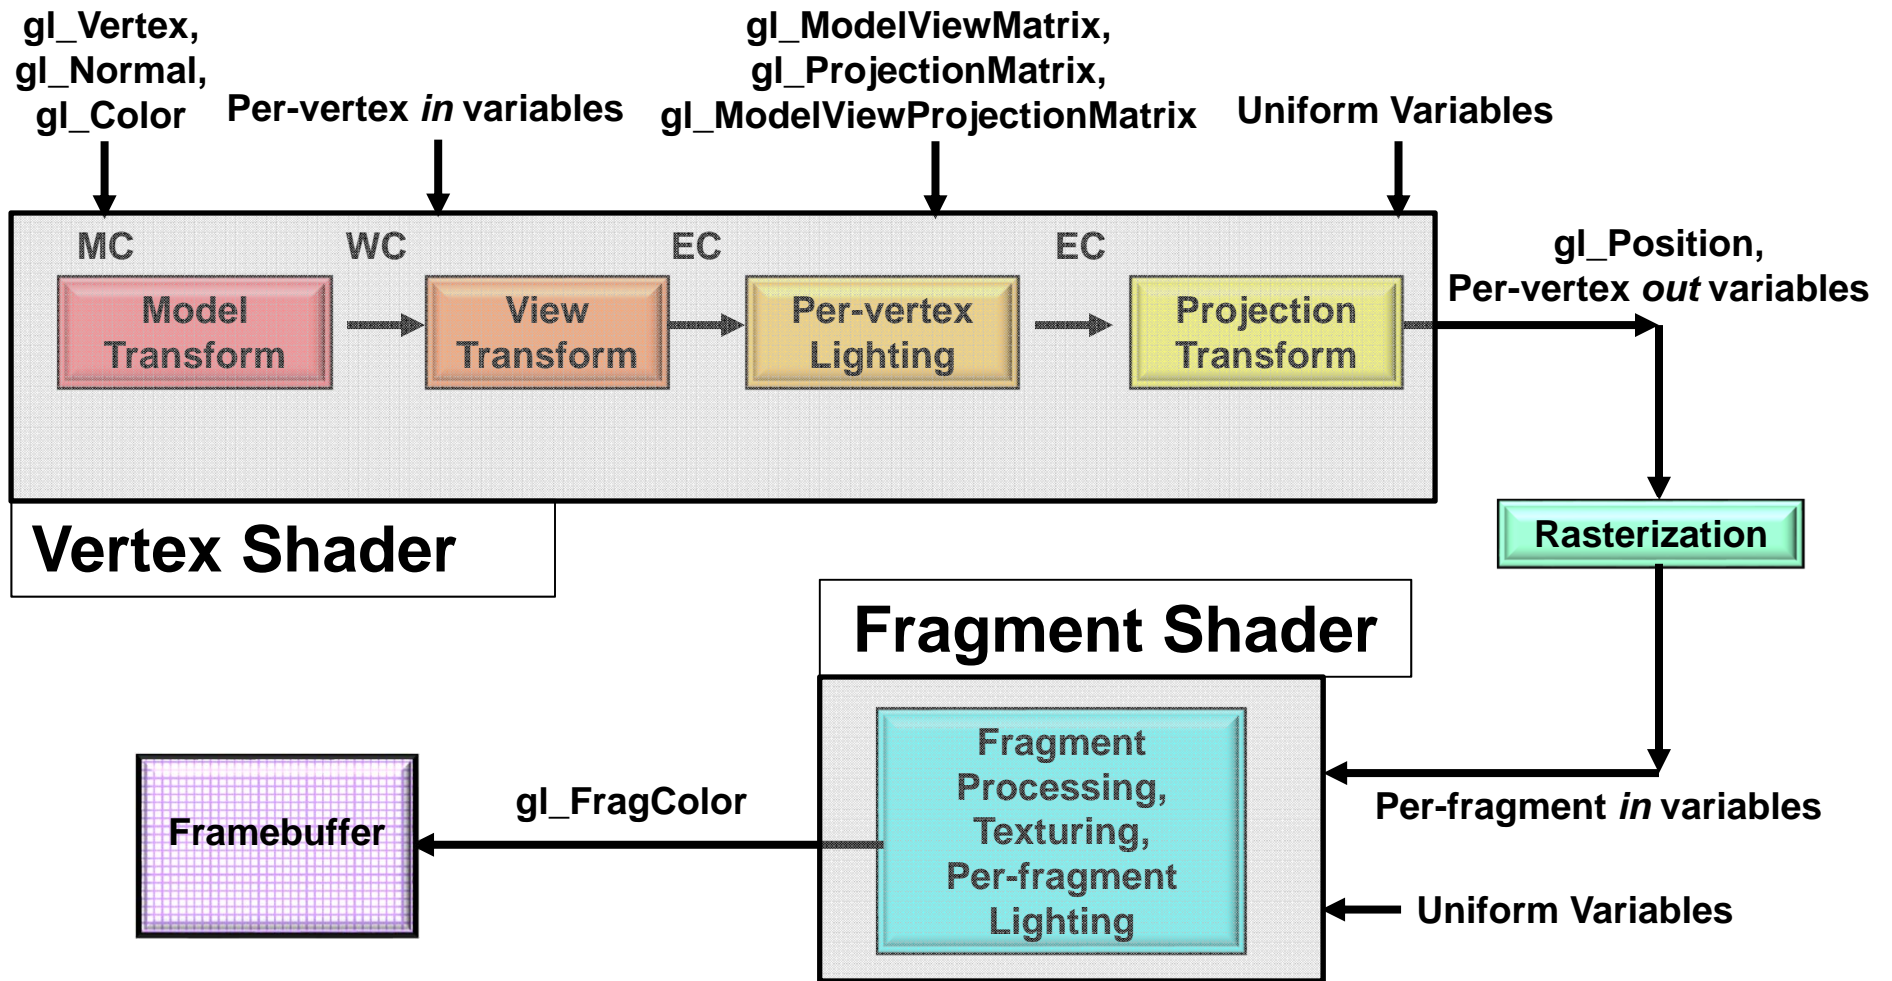 gl_Vertex,
gl_Normal,
gl_Color
Per-vertex in variables
gl_ModelViewMatrix,
gl_ProjectionMatrix,
gl_ModelViewProjectionMatrix
Uniform Variables
MC
WC
EC
EC
Model
Transform
View
Transform
Per-vertex
Lighting
Projection
Transform
gl_Position,
Per-vertex out variables
Vertex Shader
Rasterization
Fragment Shader
Fragment
Processing,
Texturing,
Per-fragment
Lighting
Per-fragment in variables
Uniform Variables
gl_FragColor
Framebuffer